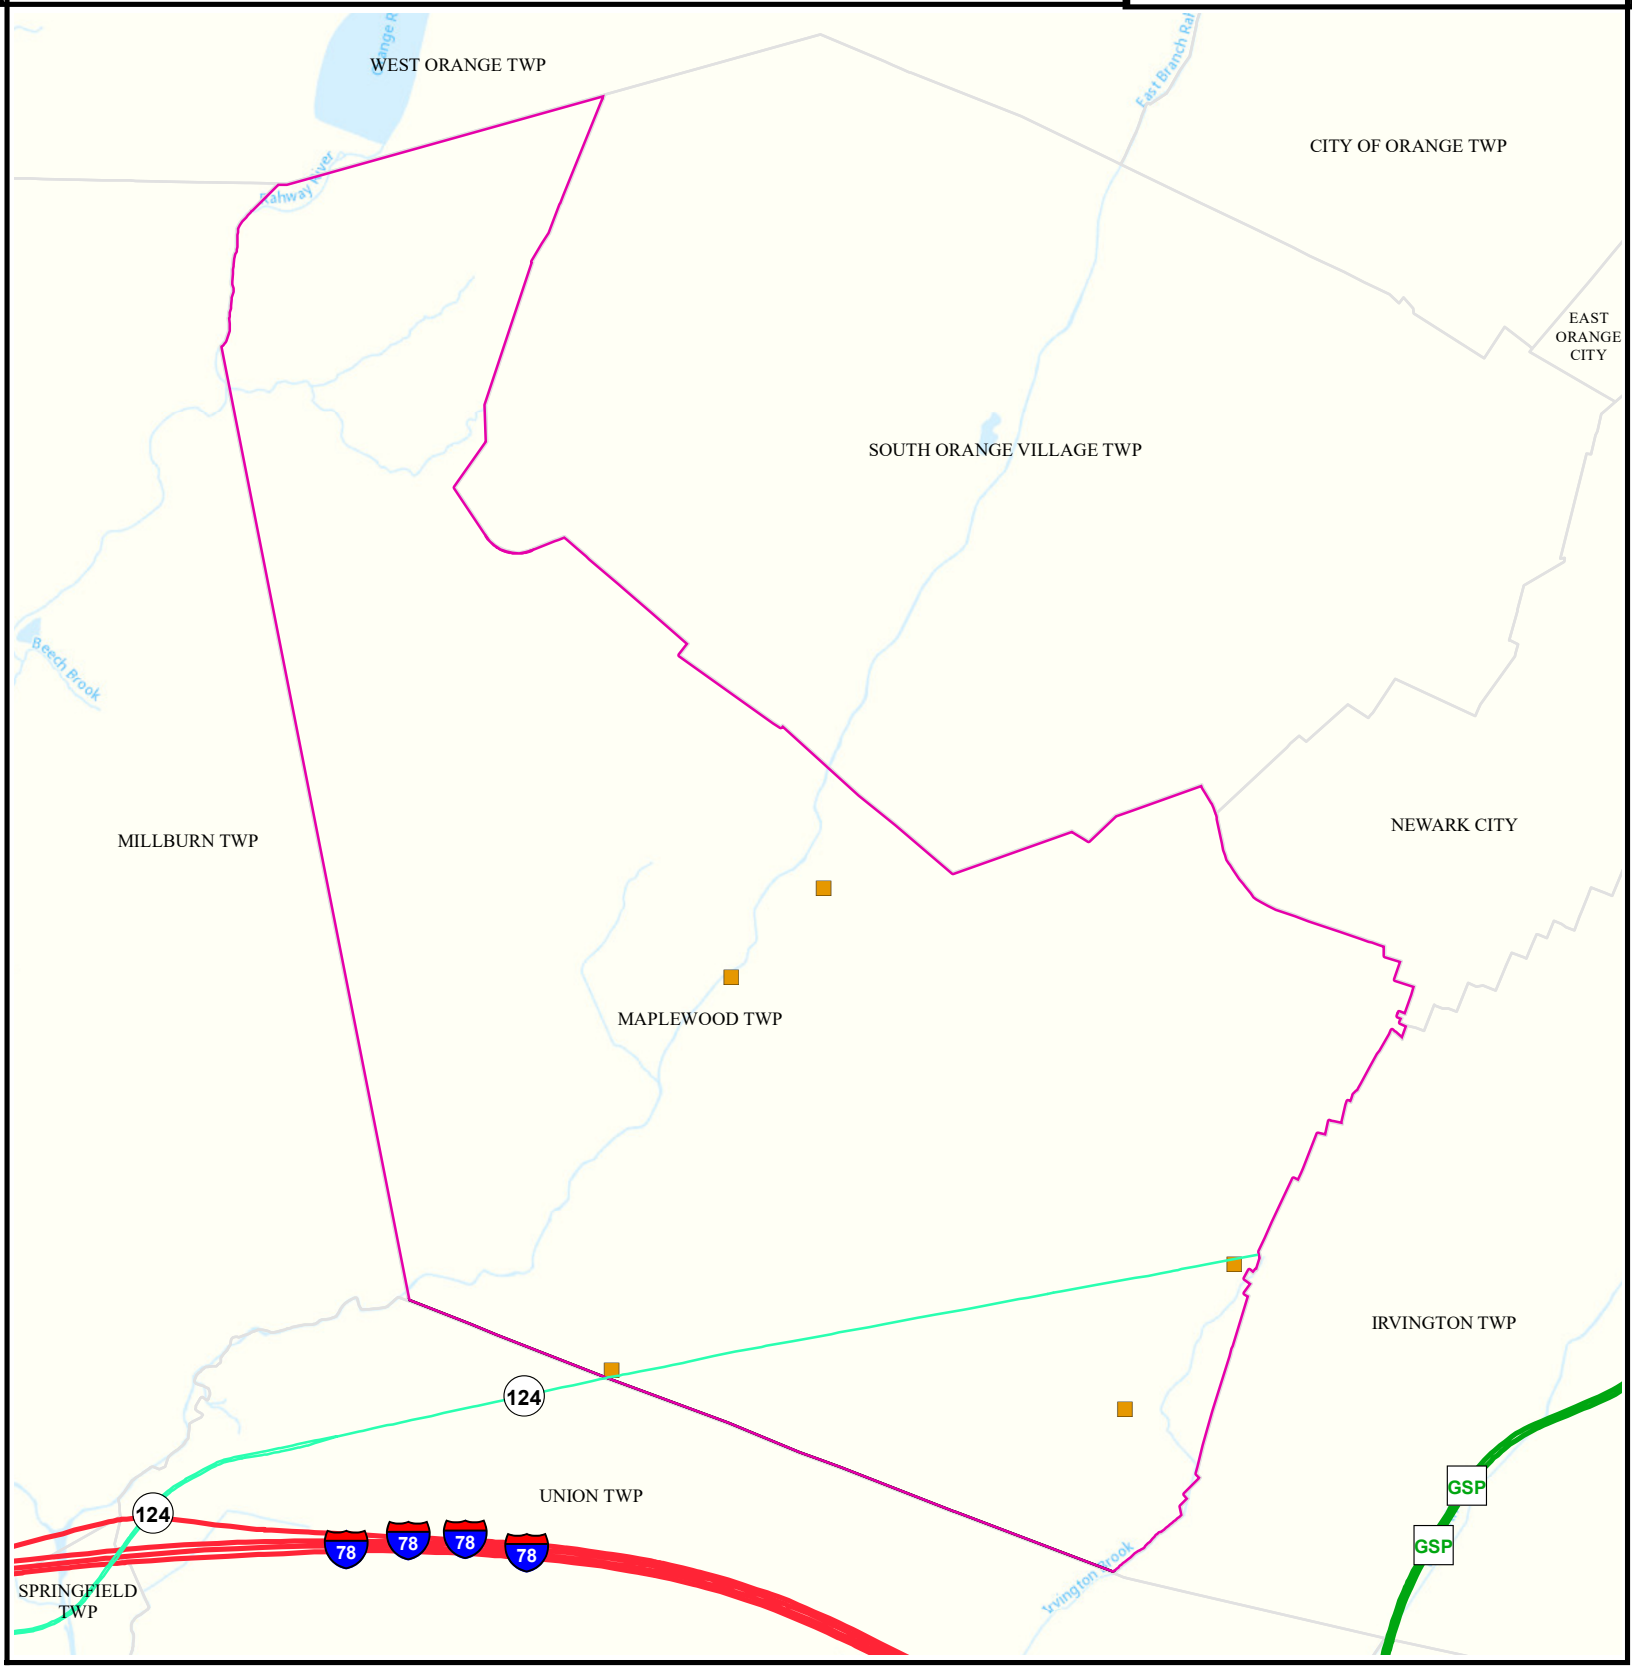 Orange R
WEST ORANGE TWP
East Branch Rah
CITY OF ORANGE TWP
Rahway River
EAST
ORANGE
CITY
SOUTH ORANGE VILLAGE TWP
Beech Brook
MILLBURN TWP
NEWARK CITY
MAPLEWOOD TWP
IRVINGTON TWP
124
GSP
UNION TWP
124
78
78
78
78
GSP
Irvington Brook
SPRINGFIELD
TWP